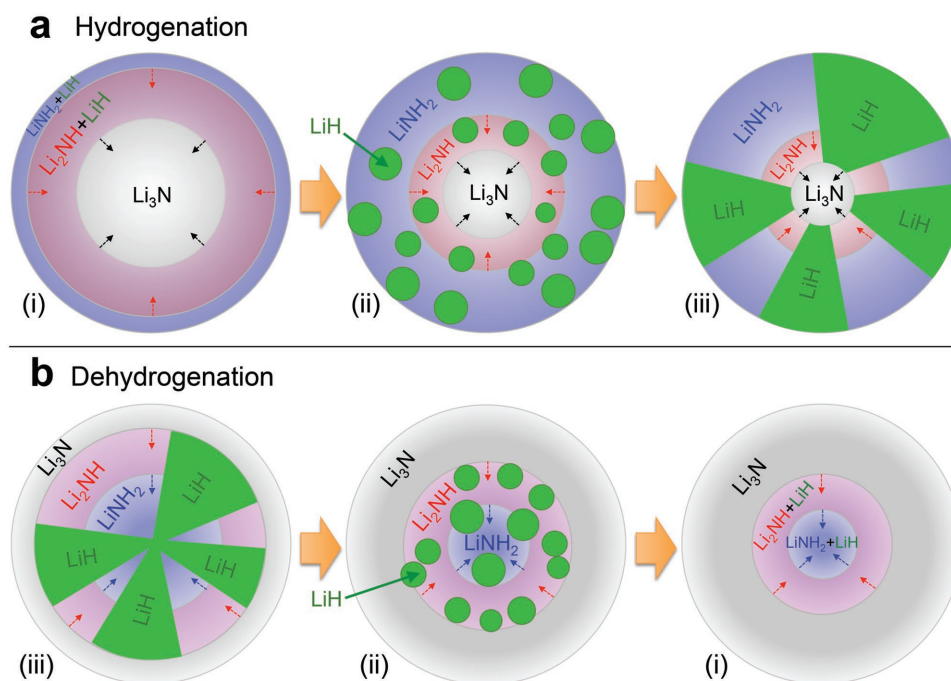 a Hydrogenation
LiNH₂+LiH
Li₂NH+LiH
Li₃N
(i)
LiH
LiNH₂
Li₂NH
Li₃N
(ii)
LiH
LiNH₂
Li₂NH
Li₃N
LiH
LiH
LiH
(iii)
b Dehydrogenation
Li₃N
Li₂NH
LiNH₂
LiH
LiH
LiH
LiH
(iii)
Li₃N
Li₂NH
LiNH₂
LiH
(ii)
Li₃N
Li₂NH+LiH
LiNH₂+LiH
(i)